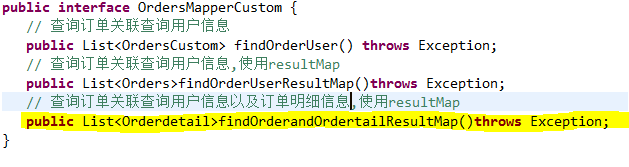 public interface OrdersMapperCustom {
// 查询订单关联查询用户信息
public List<OrdersCustom> findOrderUser() throws Exception;
// 查询订单关联查询用户信息,使用resultMap
public List<Orders>findOrderUserResultMap()throws Exception;
// 查询订单关联查询用户信息以及订单明细信息,使用resultMap
public List<Orderdetail>findOrderandOrdertailResultMap()throws Exception;
}